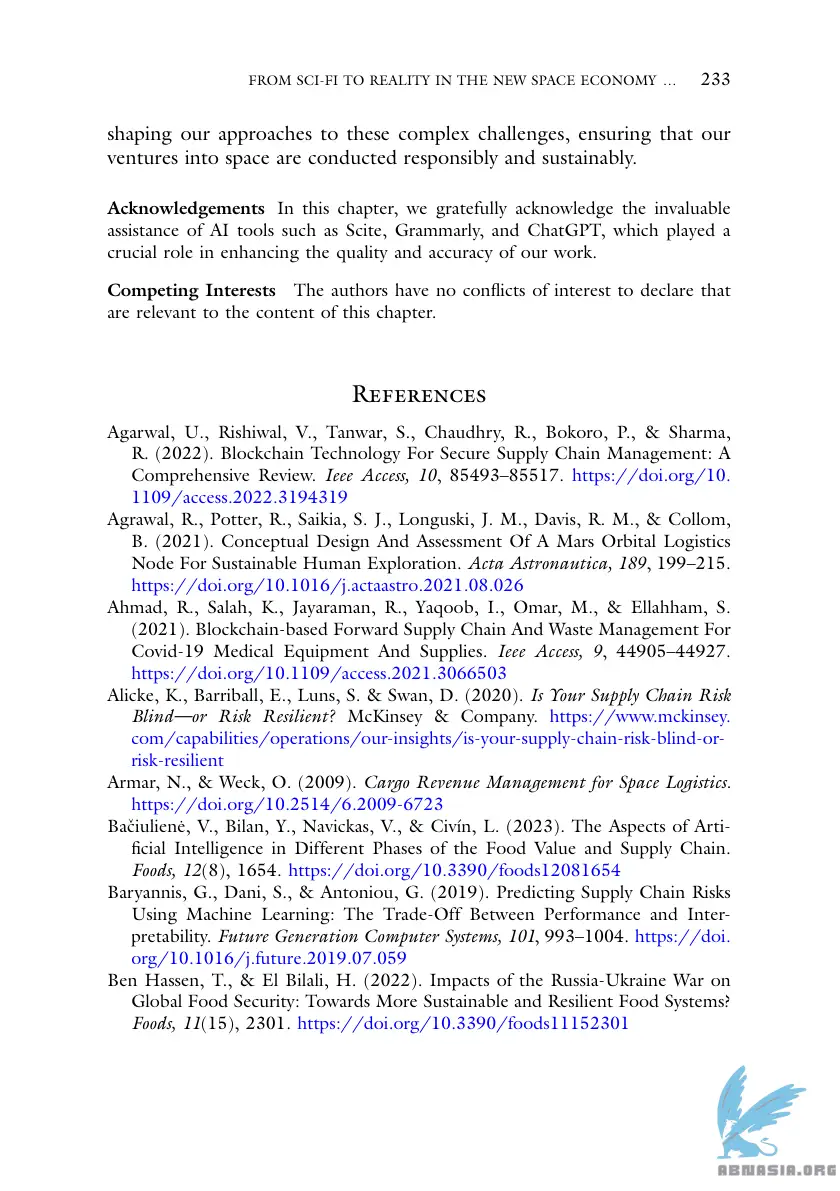 FROM SCI-FI TO REALITY IN THE NEW SPACE ECONOMY … 233
shaping our approaches to these complex challenges, ensuring that our
ventures into space are conducted responsibly and sustainably.
Acknowledgements In this chapter, we gratefully acknowledge the invaluable
assistance of AI tools such as Scite, Grammarly, and ChatGPT, which played a
crucial role in enhancing the quality and accuracy of our work.
Competing Interests The authors have no conflicts of interest to declare that
are relevant to the content of this chapter.
References
Agarwal, U., Rishiwal, V., Tanwar, S., Chaudhry, R., Bokoro, P., & Sharma,
R. (2022). Blockchain Technology For Secure Supply Chain Management: A
Comprehensive Review. Ieee Access, 10, 85493–85517. https://doi.org/10.
1109/access.2022.3194319
Agrawal, R., Potter, R., Saikia, S. J., Longuski, J. M., Davis, R. M., & Collom,
B. (2021). Conceptual Design And Assessment Of A Mars Orbital Logistics
Node For Sustainable Human Exploration. Acta Astronautica, 189, 199–215.
https://doi.org/10.1016/j.actaastro.2021.08.026
Ahmad, R., Salah, K., Jayaraman, R., Yaqoob, I., Omar, M., & Ellahham, S.
(2021). Blockchain-based Forward Supply Chain And Waste Management For
Covid-19 Medical Equipment And Supplies. Ieee Access, 9, 44905–44927.
https://doi.org/10.1109/access.2021.3066503
Alicke, K., Barriball, E., Luns, S. & Swan, D. (2020). Is Your Supply Chain Risk
Blind—or Risk Resilient? McKinsey & Company. https://www.mckinsey.
com/capabilities/operations/our-insights/is-your-supply-chain-risk-blind-or-
risk-resilient
Armar, N., & Weck, O. (2009). Cargo Revenue Management for Space Logistics.
https://doi.org/10.2514/6.2009-6723
Bačiulienė, V., Bilan, Y., Navickas, V., & Civín, L. (2023). The Aspects of Arti-
ficial Intelligence in Different Phases of the Food Value and Supply Chain.
Foods, 12(8), 1654. https://doi.org/10.3390/foods12081654
Baryannis, G., Dani, S., & Antoniou, G. (2019). Predicting Supply Chain Risks
Using Machine Learning: The Trade-Off Between Performance and Inter-
pretability. Future Generation Computer Systems, 101, 993–1004. https://doi.
org/10.1016/j.future.2019.07.059
Ben Hassen, T., & El Bilali, H. (2022). Impacts of the Russia-Ukraine War on
Global Food Security: Towards More Sustainable and Resilient Food Systems?
Foods, 11(15), 2301. https://doi.org/10.3390/foods11152301
ABNASIA.ORG